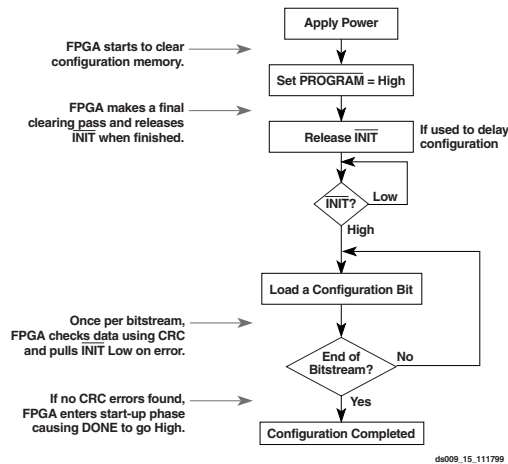 Apply Power
FPGA starts to clear
configuration memory.
Set PROGRAM = High
FPGA makes a final
clearing pass and releases
INIT when finished.
Release INIT
If used to delay
configuration
INIT?
Low
High
Load a Configuration Bit
Once per bitstream,
FPGA checks data using CRC
and pulls INIT Low on error.
End of
Bitstream?
No
Yes
If no CRC errors found,
FPGA enters start-up phase
causing DONE to go High.
Configuration Completed
ds009_15_111799